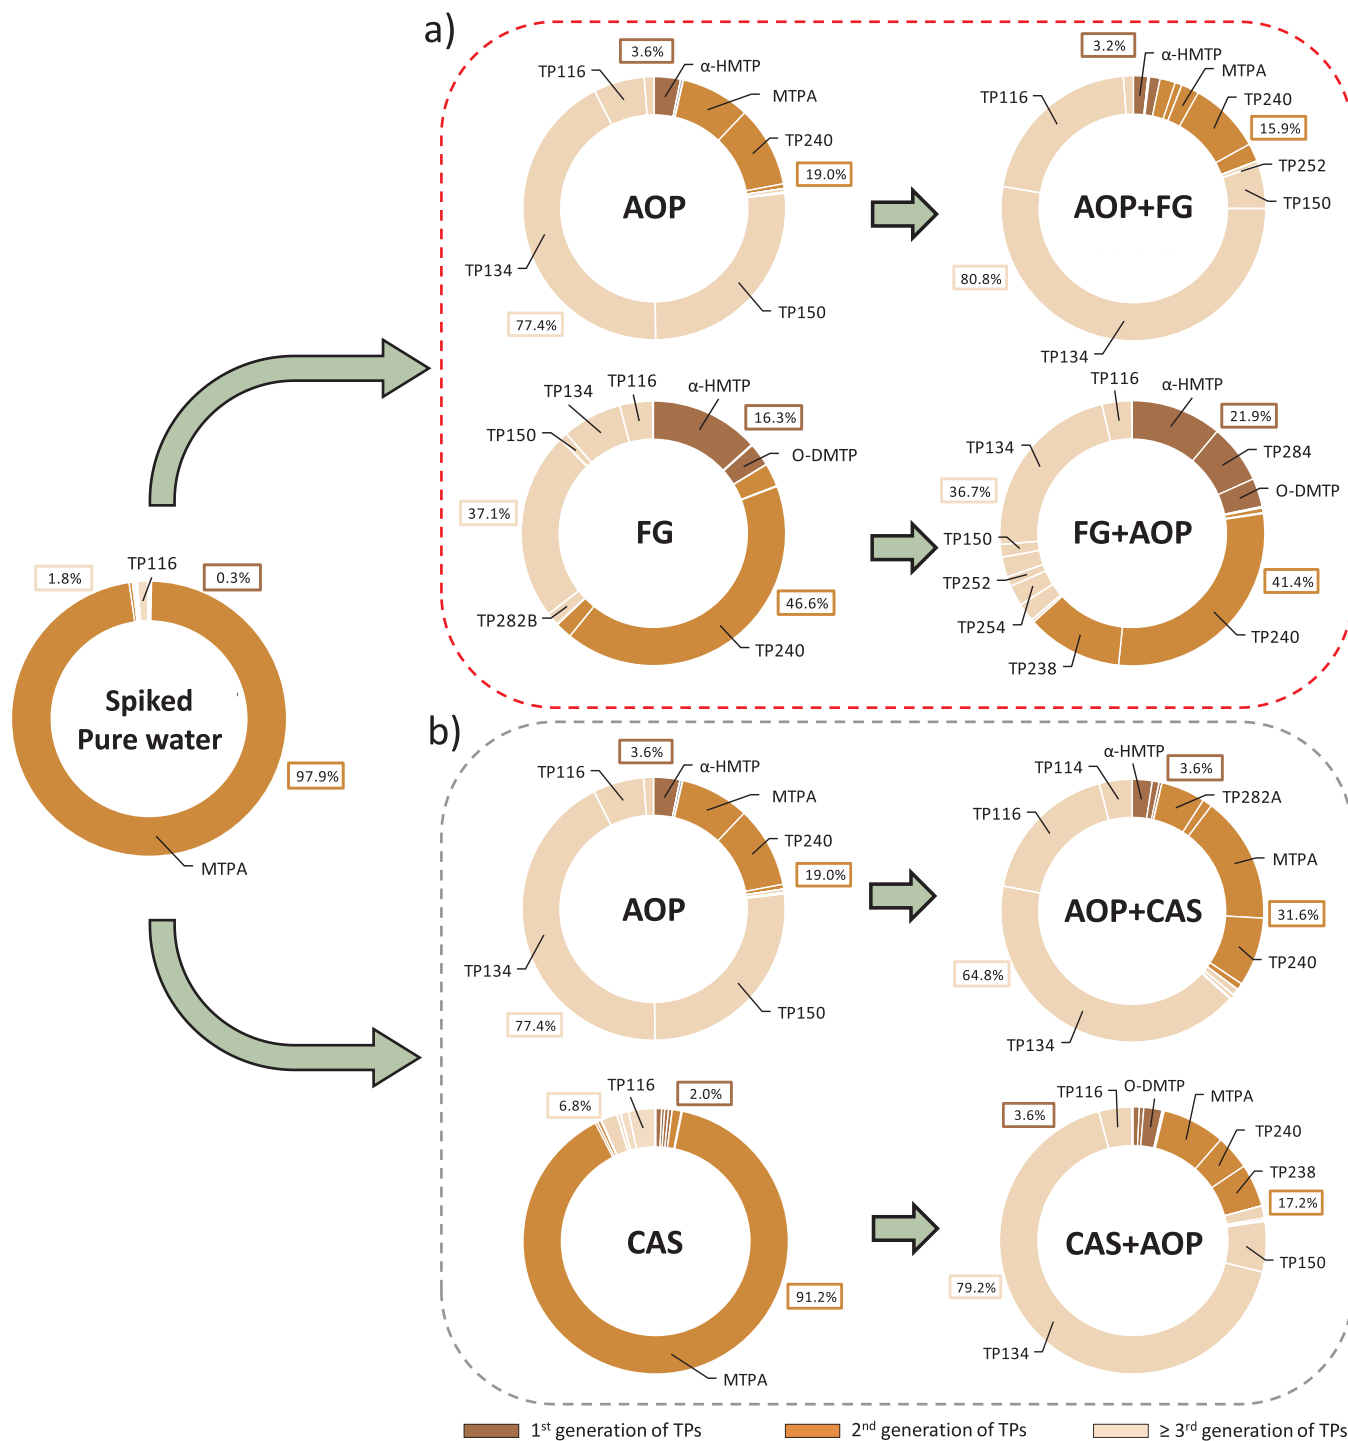 a)
3.6%
α-HMTP
TP116
MTPA
TP240
19.0%
AOP
TP134
77.4%
TP150
3.2%
α-HMTP
MTPA
TP116
TP240
15.9%
TP252
TP150
AOP+FG
80.8%
TP134
TP116
α-HMTP
TP134
16.3%
TP150
O-DMTP
37.1%
FG
46.6%
TP282B
TP240
TP116
α-HMTP
21.9%
TP134
TP284
36.7%
O-DMTP
TP150
FG+AOP
TP252
41.4%
TP254
TP240
TP238
TP116
1.8%
0.3%
Spiked
Pure water
97.9%
MTPA
b)
3.6%
α-HMTP
TP116
MTPA
TP240
19.0%
AOP
TP134
77.4%
TP150
α-HMTP
TP114
3.6%
TP116
TP282A
MTPA
AOP+CAS
31.6%
TP240
64.8%
TP134
TP116
2.0%
6.8%
CAS
91.2%
MTPA
O-DMTP
TP116
3.6%
MTPA
TP240
TP238
17.2%
CAS+AOP
TP150
79.2%
TP134
1st generation of TPs
2nd generation of TPs
≥ 3rd generation of TPs